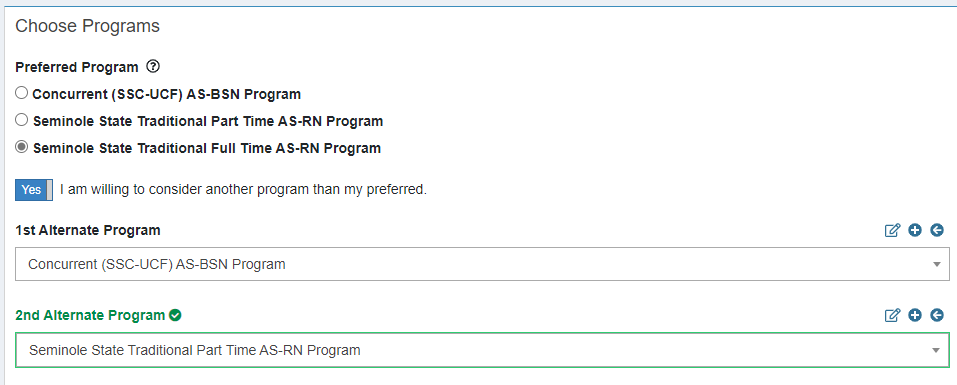 Choose Programs
Preferred Program ?
Concurrent (SSC-UCF) AS-BSN Program
Seminole State Traditional Part Time AS-RN Program
Seminole State Traditional Full Time AS-RN Program
Yes I am willing to consider another program than my preferred.
1st Alternate Program
Concurrent (SSC-UCF) AS-BSN Program
2nd Alternate Program
Seminole State Traditional Part Time AS-RN Program